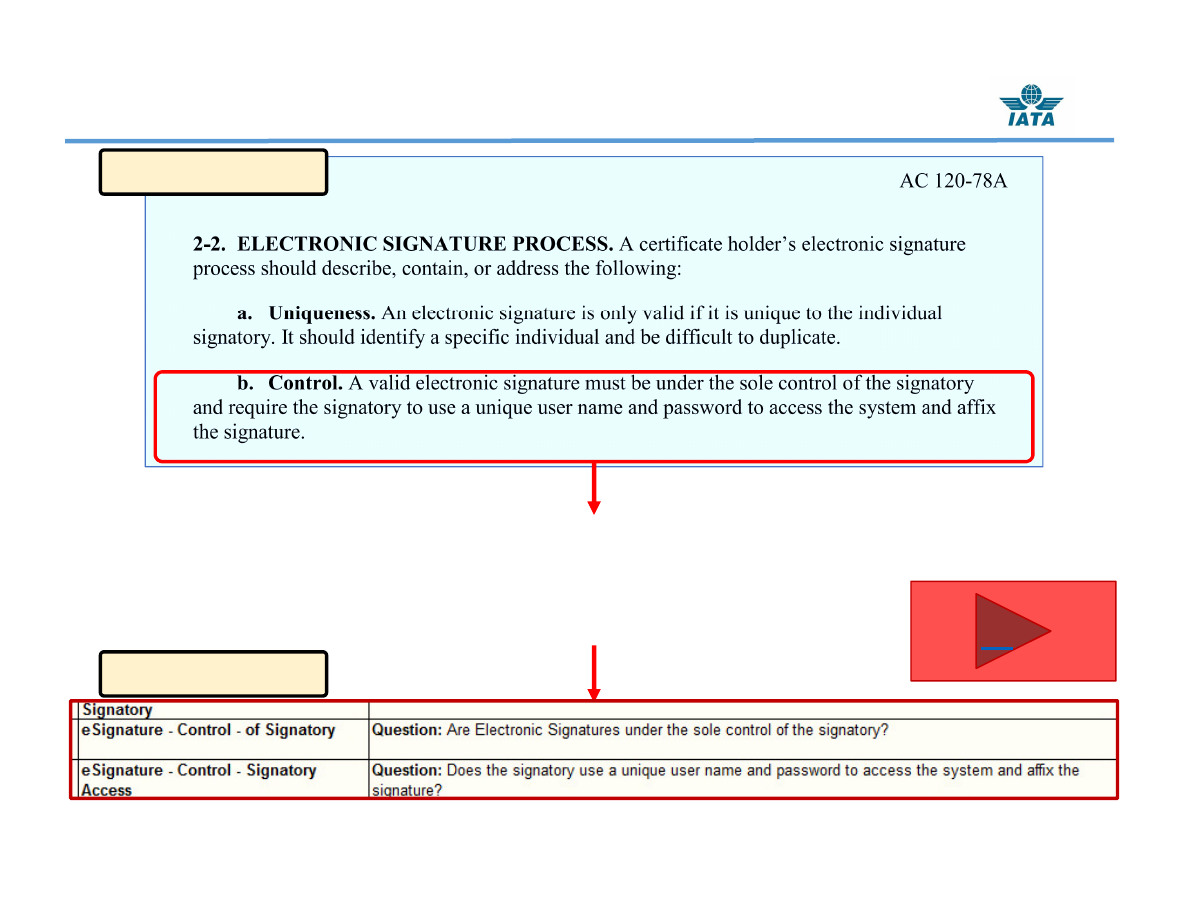 IATA
AC 120-78A
2-2. ELECTRONIC SIGNATURE PROCESS. A certificate holder’s electronic signature
process should describe, contain, or address the following:
a. Uniqueness. An electronic signature is only valid if it is unique to the individual
signatory. It should identify a specific individual and be difficult to duplicate.
b. Control. A valid electronic signature must be under the sole control of the signatory
and require the signatory to use a unique user name and password to access the system and affix
the signature.
Signatory
eSignature - Control - of Signatory Question: Are Electronic Signatures under the sole control of the signatory?
eSignature - Control - Signatory Question: Does the signatory use a unique user name and password to access the system and affix the
Access signature?